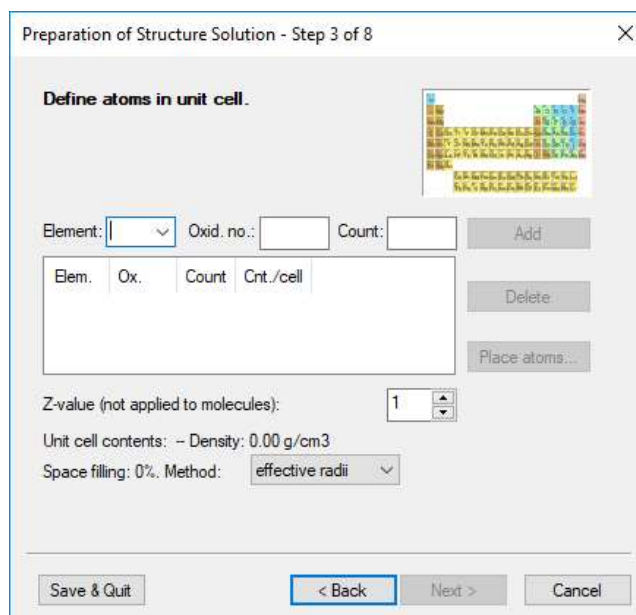 Preparation of Structure Solution - Step 3 of 8
Define atoms in unit cell.
Element: Oxid. no.: Count: Add
Elem. Ox. Count Cnt./cell
Delete
Place atoms...
Z-value (not applied to molecules): 1
Unit cell contents: -- Density: 0.00 g/cm3
Space filling: 0%. Method: effective radii
Save & Quit < Back Next > Cancel